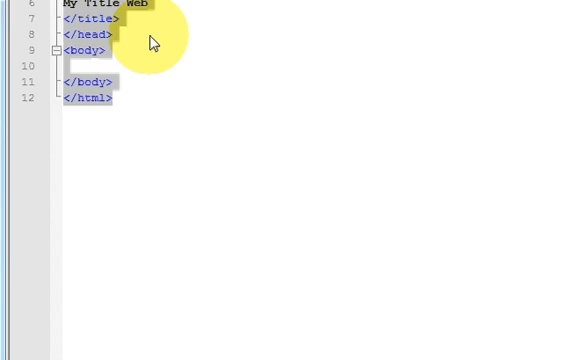 6 My Title Web
7 </title>
8 </head>
9 <body>
10
11 </body>
12 </html>